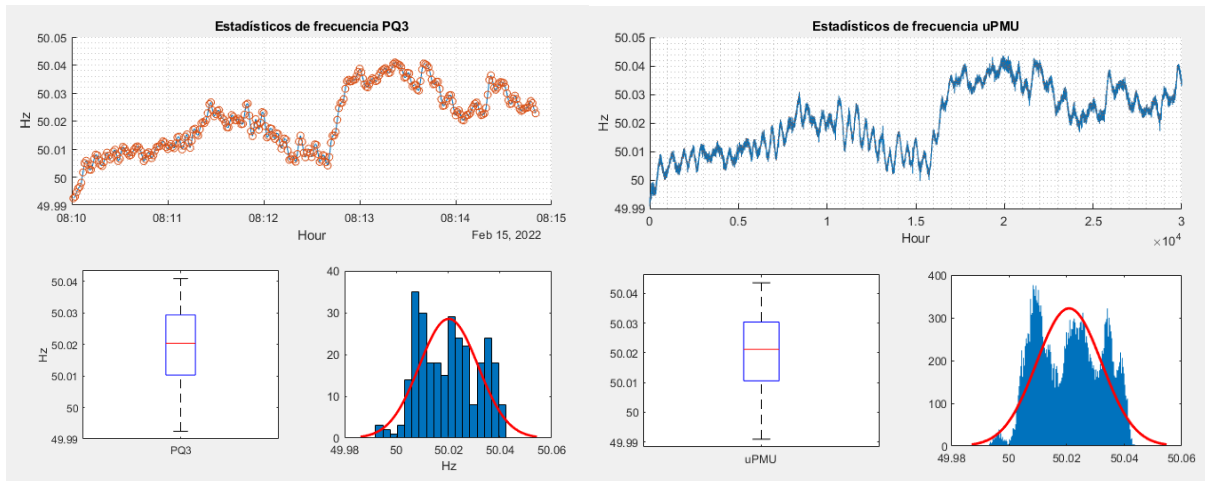 Estadísticos de frecuencia PQ3
50.05
50.04
50.03
50.02
50.01
50
49.99
Hz
08:10 08:11 08:12 08:13 08:14 08:15
Hour
Feb 15, 2022
Estadísticos de frecuencia uPMU
50.05
50.04
50.03
50.02
50.01
50
49.99
Hz
0 0.5 1 1.5 2 2.5 3
Hour
×10⁴
50.04
50.03
50.02
50.01
50
49.99
Hz
PQ3
40
30
20
10
0
49.98 50 50.02 50.04 50.06
Hz
50.04
50.03
50.02
50.01
50
49.99
Hz
uPMU
400
300
200
100
0
49.98 50 50.02 50.04 50.06